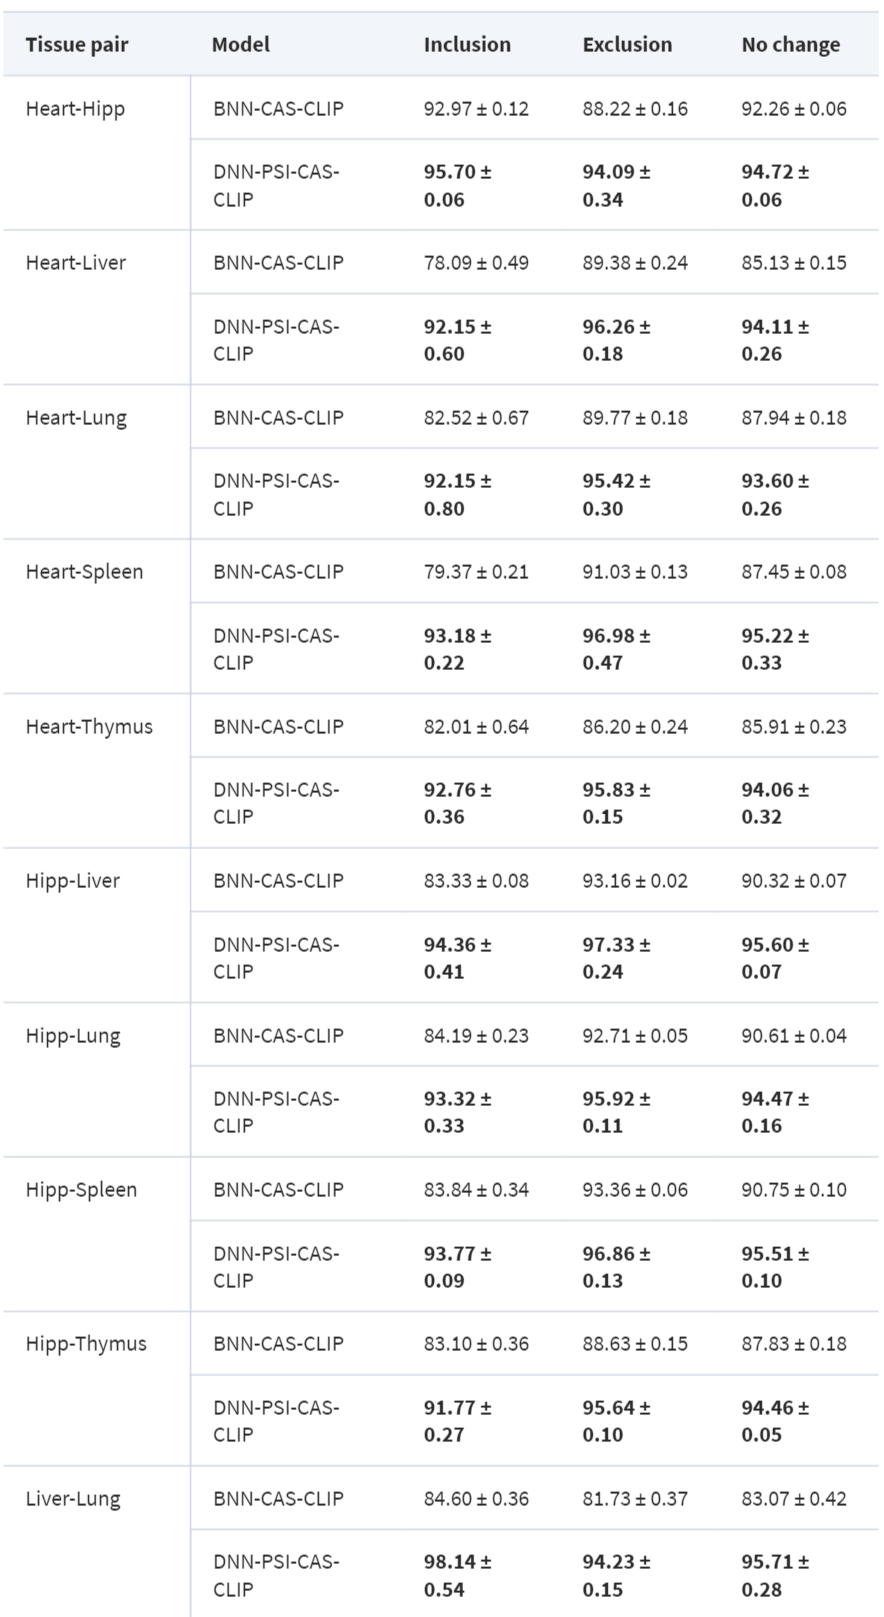 Tissue pair Model Inclusion Exclusion No change
Heart-Hipp BNN-CAS-CLIP 92.97 ± 0.12 88.22 ± 0.16 92.26 ± 0.06
DNN-PSI-CAS- 95.70 ± 94.09 ± 94.72 ±
CLIP 0.06 0.34 0.06
Heart-Liver BNN-CAS-CLIP 78.09 ± 0.49 89.38 ± 0.24 85.13 ± 0.15
DNN-PSI-CAS- 92.15 ± 96.26 ± 94.11 ±
CLIP 0.60 0.18 0.26
Heart-Lung BNN-CAS-CLIP 82.52 ± 0.67 89.77 ± 0.18 87.94 ± 0.18
DNN-PSI-CAS- 92.15 ± 95.42 ± 93.60 ±
CLIP 0.80 0.30 0.26
Heart-Spleen BNN-CAS-CLIP 79.37 ± 0.21 91.03 ± 0.13 87.45 ± 0.08
DNN-PSI-CAS- 93.18 ± 96.98 ± 95.22 ±
CLIP 0.22 0.47 0.33
Heart-Thymus BNN-CAS-CLIP 82.01 ± 0.64 86.20 ± 0.24 85.91 ± 0.23
DNN-PSI-CAS- 92.76 ± 95.83 ± 94.06 ±
CLIP 0.36 0.15 0.32
Hipp-Liver BNN-CAS-CLIP 83.33 ± 0.08 93.16 ± 0.02 90.32 ± 0.07
DNN-PSI-CAS- 94.36 ± 97.33 ± 95.60 ±
CLIP 0.41 0.24 0.07
Hipp-Lung BNN-CAS-CLIP 84.19 ± 0.23 92.71 ± 0.05 90.61 ± 0.04
DNN-PSI-CAS- 93.32 ± 95.92 ± 94.47 ±
CLIP 0.33 0.11 0.16
Hipp-Spleen BNN-CAS-CLIP 83.84 ± 0.34 93.36 ± 0.06 90.75 ± 0.10
DNN-PSI-CAS- 93.77 ± 96.86 ± 95.51 ±
CLIP 0.09 0.13 0.10
Hipp-Thymus BNN-CAS-CLIP 83.10 ± 0.36 88.63 ± 0.15 87.83 ± 0.18
DNN-PSI-CAS- 91.77 ± 95.64 ± 94.46 ±
CLIP 0.27 0.10 0.05
Liver-Lung BNN-CAS-CLIP 84.60 ± 0.36 81.73 ± 0.37 83.07 ± 0.42
DNN-PSI-CAS- 98.14 ± 94.23 ± 95.71 ±
CLIP 0.54 0.15 0.28